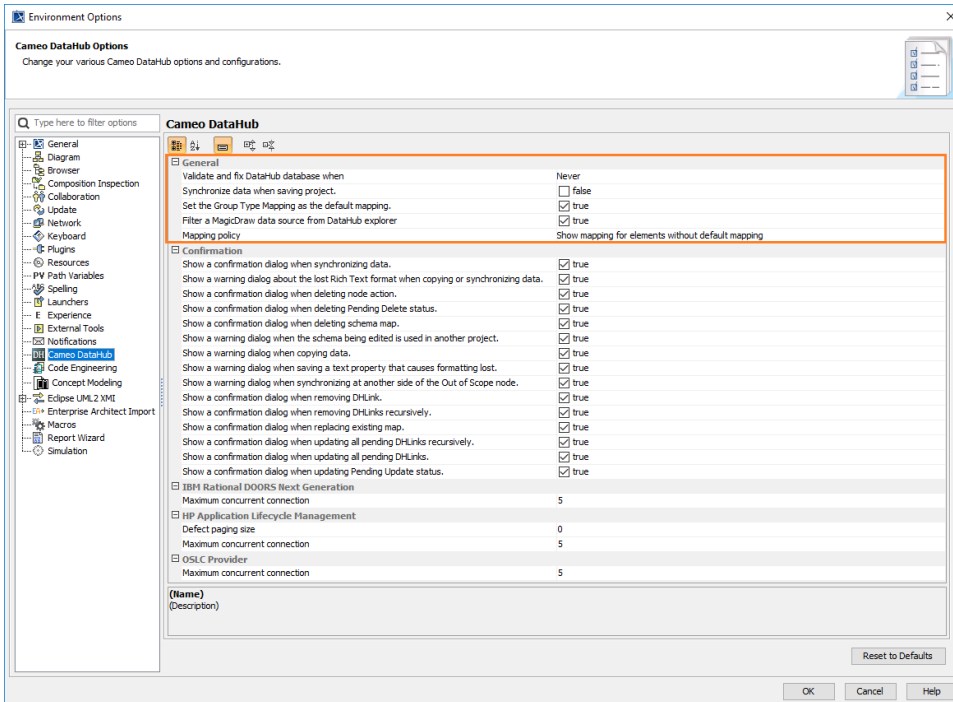 Environment Options
Cameo DataHub Options
Change your various Cameo DataHub options and configurations.
Type here to filter options
General
Diagram
Browser
Composition Inspection
Collaboration
Update
Network
Keyboard
Plugins
Resources
PV Path Variables
Spelling
Launchers
E Experience
External Tools
Notifications
DH Cameo DataHub
Code Engineering
Concept Modeling
Eclipse UML2 XMI
EA Enterprise Architect Import
Macros
Report Wizard
Simulation
Cameo DataHub
General
Validate and fix DataHub database when Never
Synchronize data when saving project. false
Set the Group Type Mapping as the default mapping. true
Filter a MagicDraw data source from DataHub explorer true
Mapping policy Show mapping for elements without default mapping
Confirmation
Show a confirmation dialog when synchronizing data. true
Show a warning dialog about the lost Rich Text format when copying or synchronizing data. true
Show a confirmation dialog when deleting node action. true
Show a confirmation dialog when deleting Pending Delete status. true
Show a confirmation dialog when deleting schema map. true
Show a warning dialog when the schema being edited is used in another project. true
Show a warning dialog when copying data. true
Show a warning dialog when saving a text property that causes formatting lost. true
Show a warning dialog when synchronizing at another side of the Out of Scope node. true
Show a confirmation dialog when removing DHLink. true
Show a confirmation dialog when removing DHLinks recursively. true
Show a confirmation dialog when replacing existing map. true
Show a confirmation dialog when updating all pending DHLinks recursively. true
Show a confirmation dialog when updating all pending DHLinks. true
Show a confirmation dialog when updating Pending Update status. true
IBM Rational DOORS Next Generation
Maximum concurrent connection 5
HP Application Lifecycle Management
Defect paging size 0
Maximum concurrent connection 5
OSLC Provider
Maximum concurrent connection 5
(Name)
(Description)
Reset to Defaults
OK Cancel Help